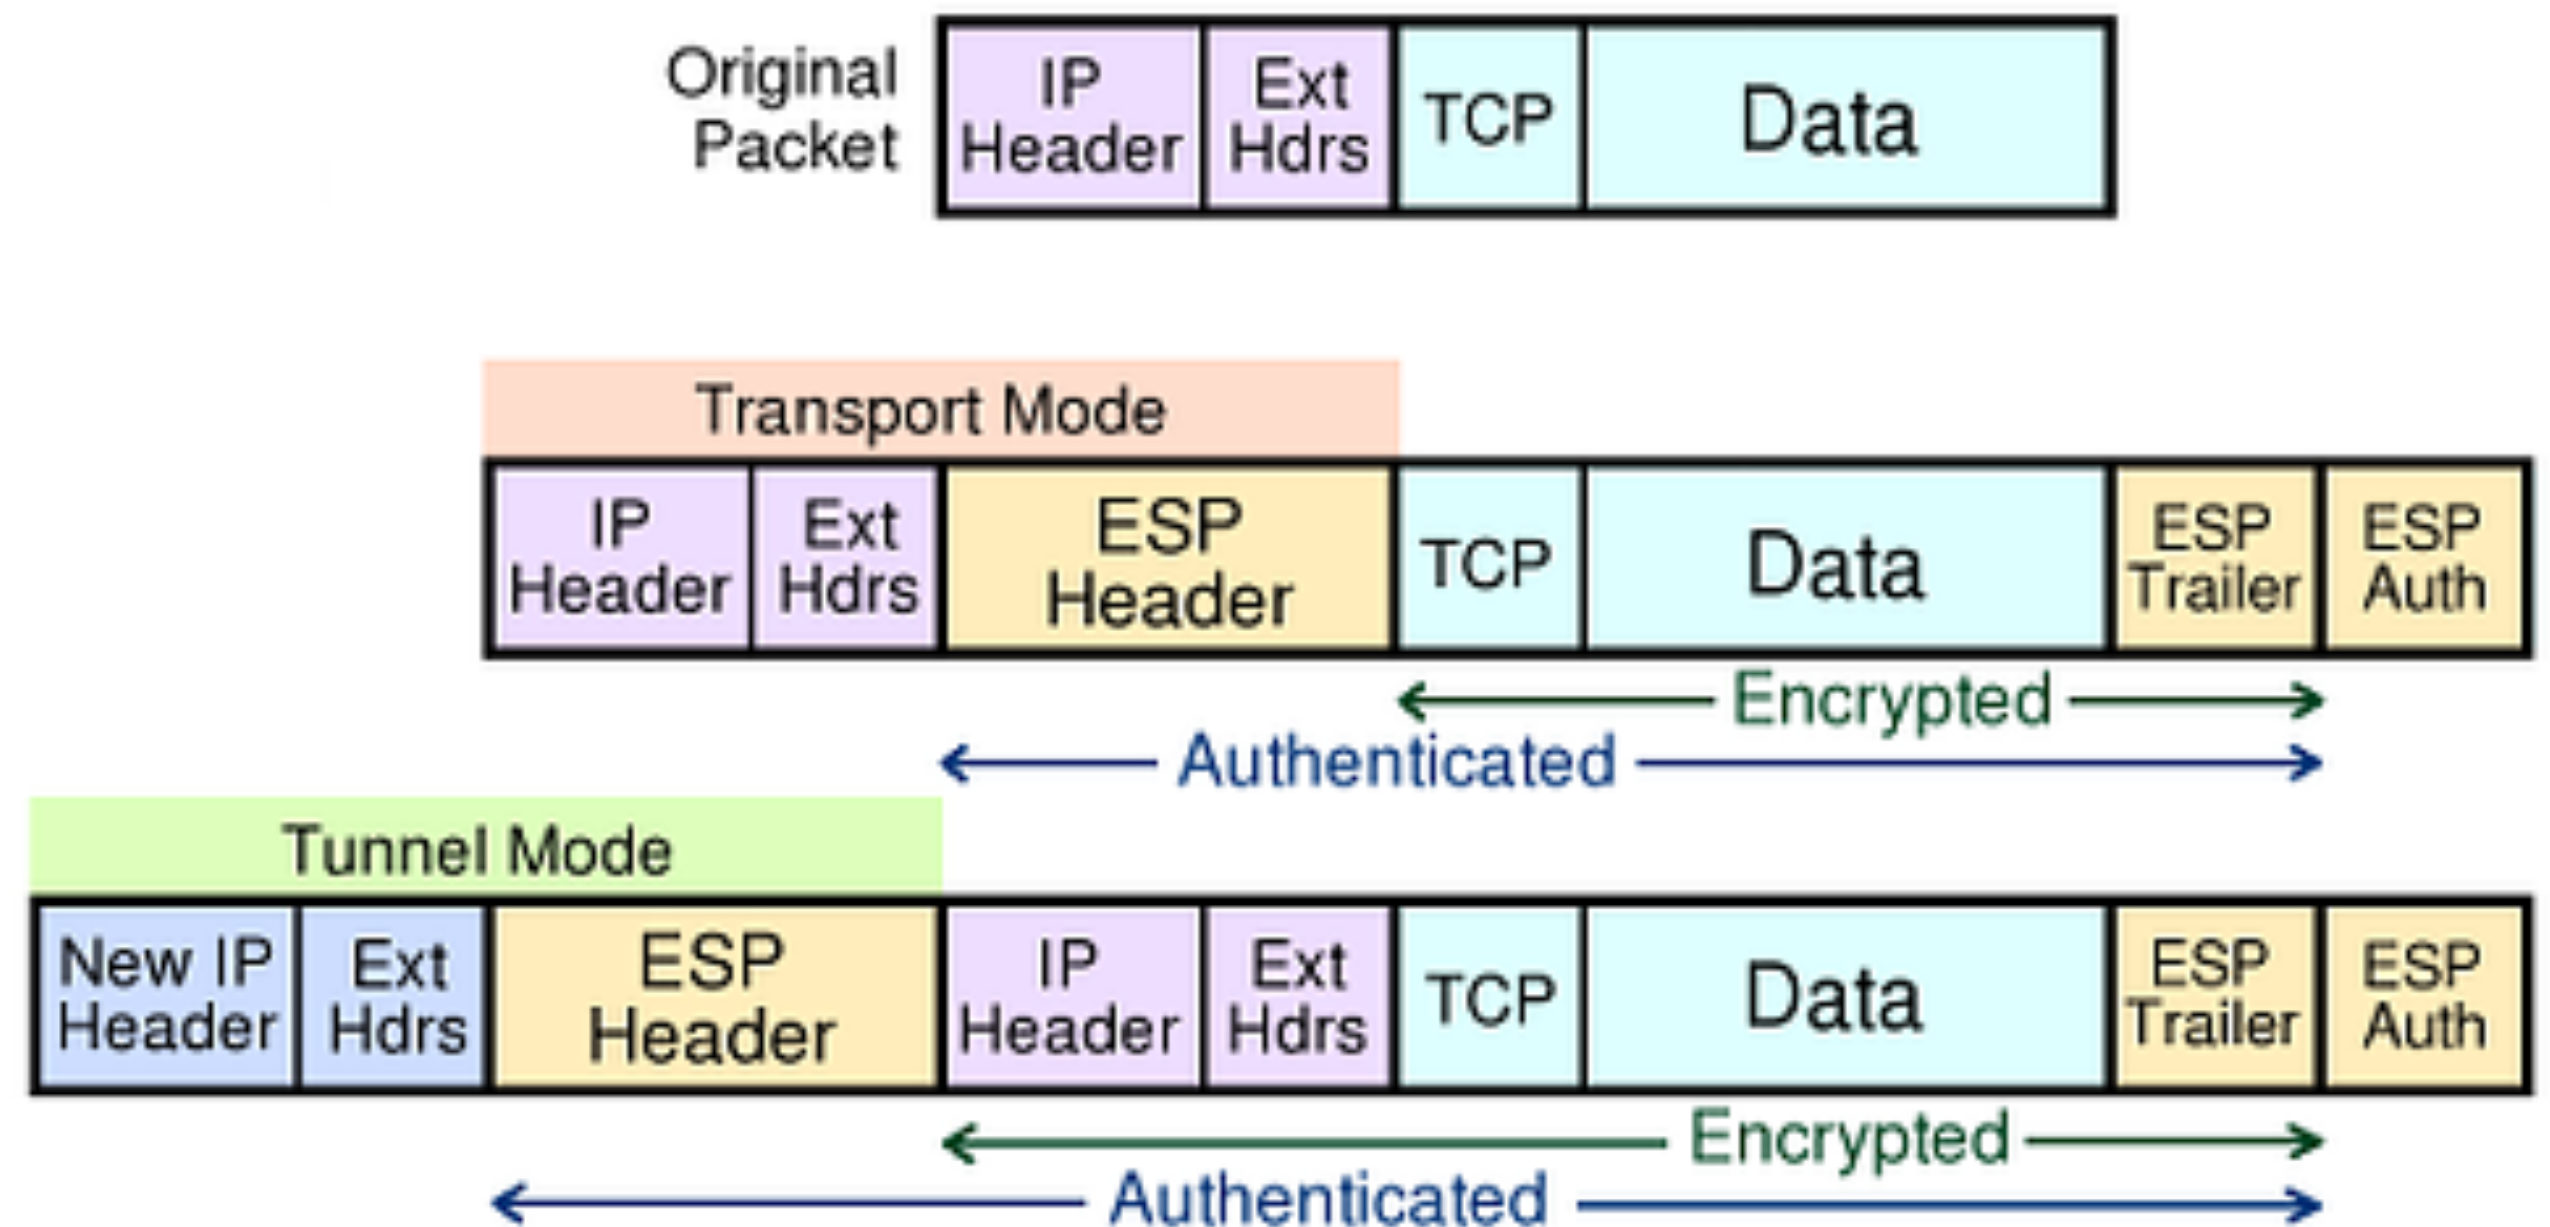 Original
Packet
IP
Header
Ext
Hdrs
TCP
Data
Transport Mode
IP
Header
Ext
Hdrs
ESP
Header
TCP
Data
ESP
Trailer
ESP
Auth
Encrypted
Authenticated
Tunnel Mode
New IP
Header
Ext
Hdrs
ESP
Header
IP
Header
Ext
Hdrs
TCP
Data
ESP
Trailer
ESP
Auth
Encrypted
Authenticated